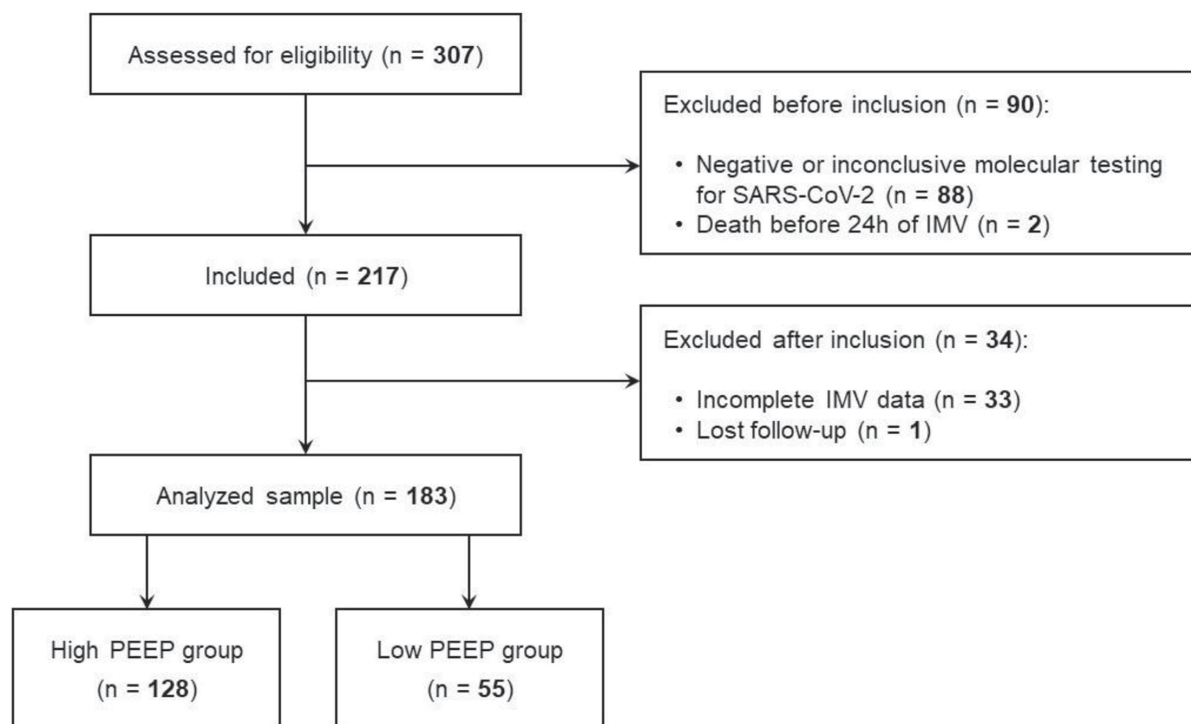 Assessed for eligibility (n = 307)
Excluded before inclusion (n = 90):
• Negative or inconclusive molecular testing
for SARS-CoV-2 (n = 88)
• Death before 24h of IMV (n = 2)
Included (n = 217)
Excluded after inclusion (n = 34):
• Incomplete IMV data (n = 33)
• Lost follow-up (n = 1)
Analyzed sample (n = 183)
High PEEP group
(n = 128)
Low PEEP group
(n = 55)